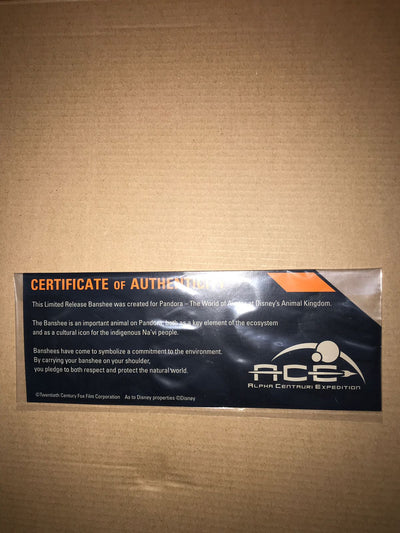 CERTIFICATE OF AUTHENTICITY
This Limited Release Banshee was created for Pandora – The World of Avatar at Disney's Animal Kingdom.
The Banshee is an important animal on Pandora, both as a key element of the ecosystem
and as a cultural icon for the indigenous Na'vi people.
Banshees have come to symbolize a commitment to the environment.
By carrying your banshee on your shoulder,
you pledge to both respect and protect the natural world.
ACE
ALPHA CENTAURI EXPEDITION
©Twentieth Century Fox Film Corporation As to Disney properties ©Disney